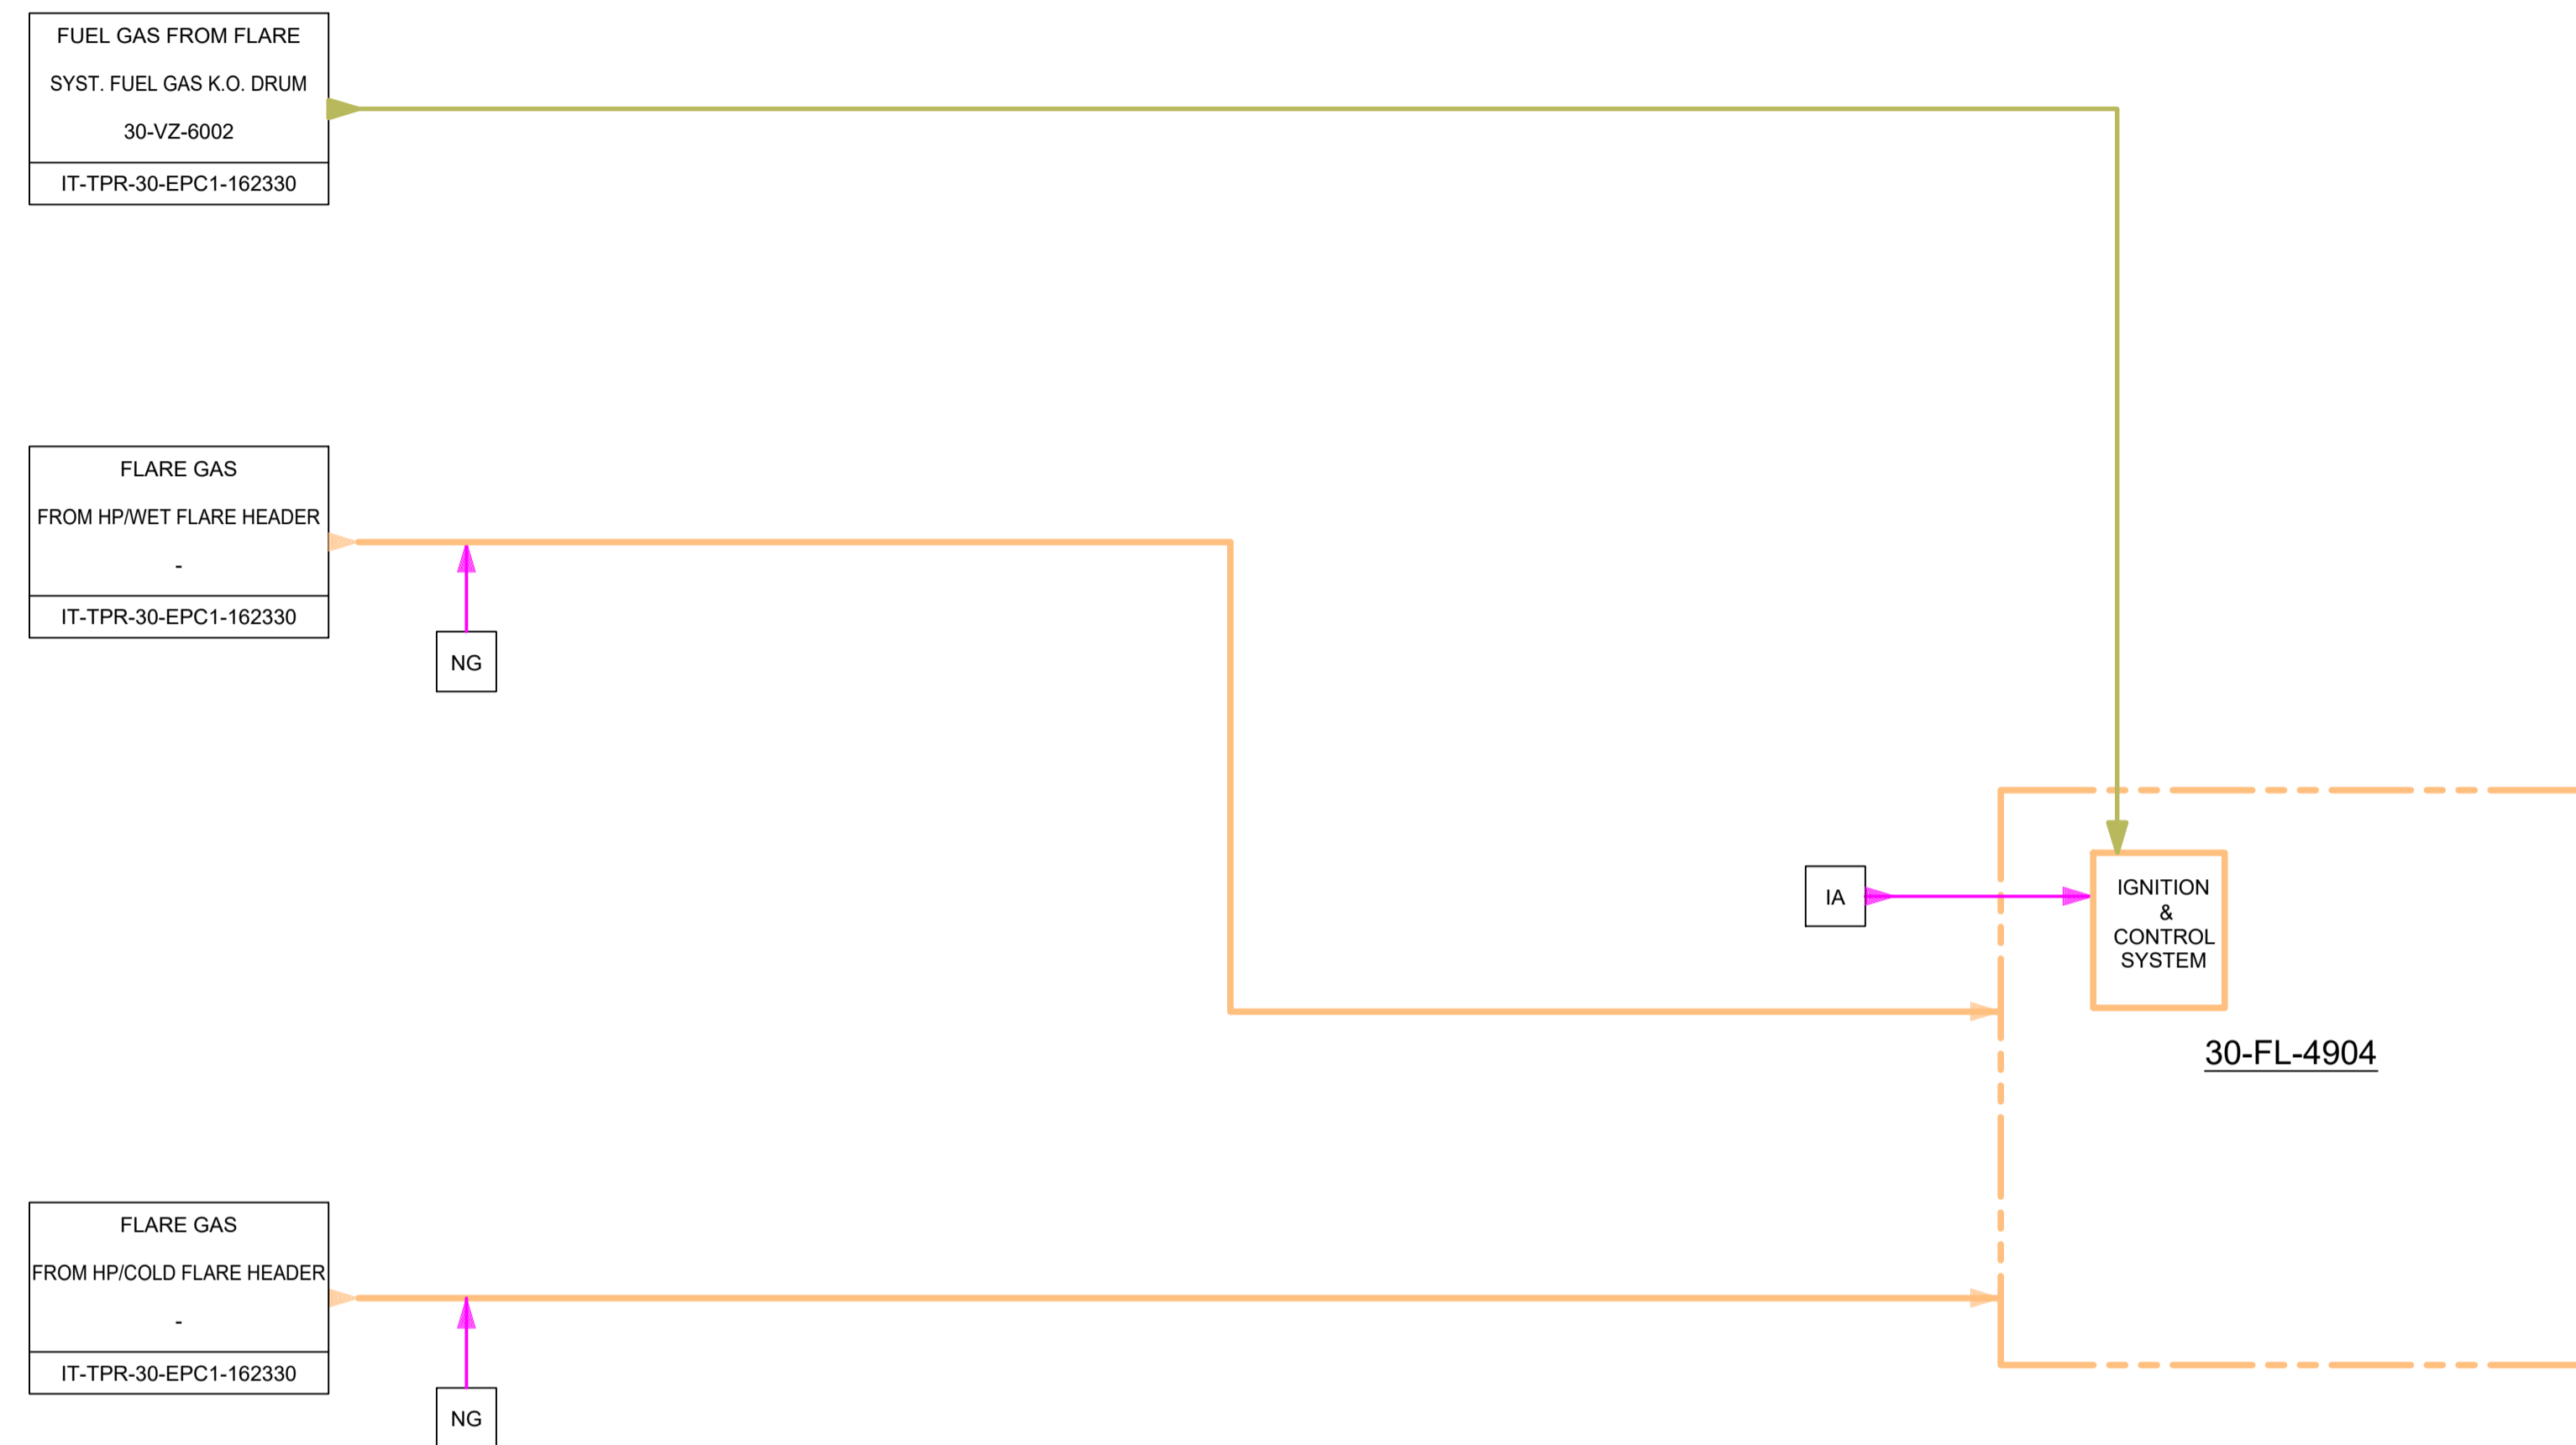 FUEL GAS FROM FLARE
SYST. FUEL GAS K.O. DRUM
30-VZ-6002
IT-TPR-30-EPC1-162330
FLARE GAS
FROM HP/WET FLARE HEADER
-
IT-TPR-30-EPC1-162330
NG
IA
IGNITION
&
CONTROL
SYSTEM
30-FL-4904
FLARE GAS
FROM HP/COLD FLARE HEADER
-
IT-TPR-30-EPC1-162330
NG